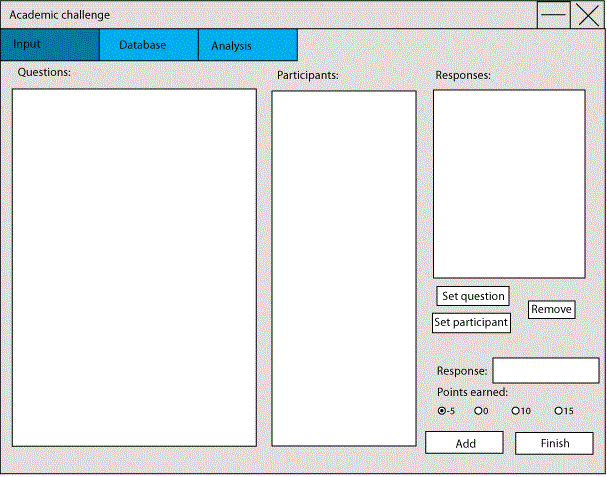 Academic challenge
Input Database Analysis
Questions: Participants: Responses:
Set question
Remove
Set participant
Response:
Points earned:
-5 0 10 15
Add Finish